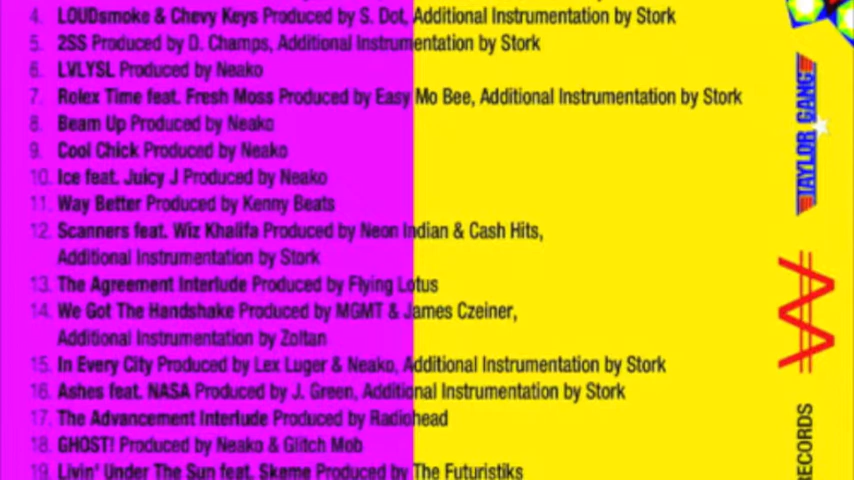 4. LOUDsmoke & Chevy Keys Produced by S. Dot, Additional Instrumentation by Stork
5. 2SS Produced by D. Champs, Additional Instrumentation by Stork
6. LVLYSL Produced by Neako
7. Rolex Time feat. Fresh Moss Produced by Easy Mo Bee, Additional Instrumentation by Stork
8. Beam Up Produced by Neako
9. Cool Chick Produced by Neako
10. Ice feat. Juicy J Produced by Neako
11. Way Better Produced by Kenny Beats
12. Scanners feat. Wiz Khalifa Produced by Neon Indian & Cash Hits,
Additional Instrumentation by Stork
13. The Agreement Interlude Produced by Flying Lotus
14. We Got The Handshake Produced by MGMT & James Czeiner,
Additional Instrumentation by Zoltan
15. In Every City Produced by Lex Luger & Neako, Additional Instrumentation by Stork
16. Ashes feat. NASA Produced by J. Green, Additional Instrumentation by Stork
17. The Advancement Interlude Produced by Radiohead
18. GHOST! Produced by Neako & Glitch Mob
19. Livin' Under The Sun feat. Skeme Produced by The Futuristiks
TAYLOR GANG
RECORDS